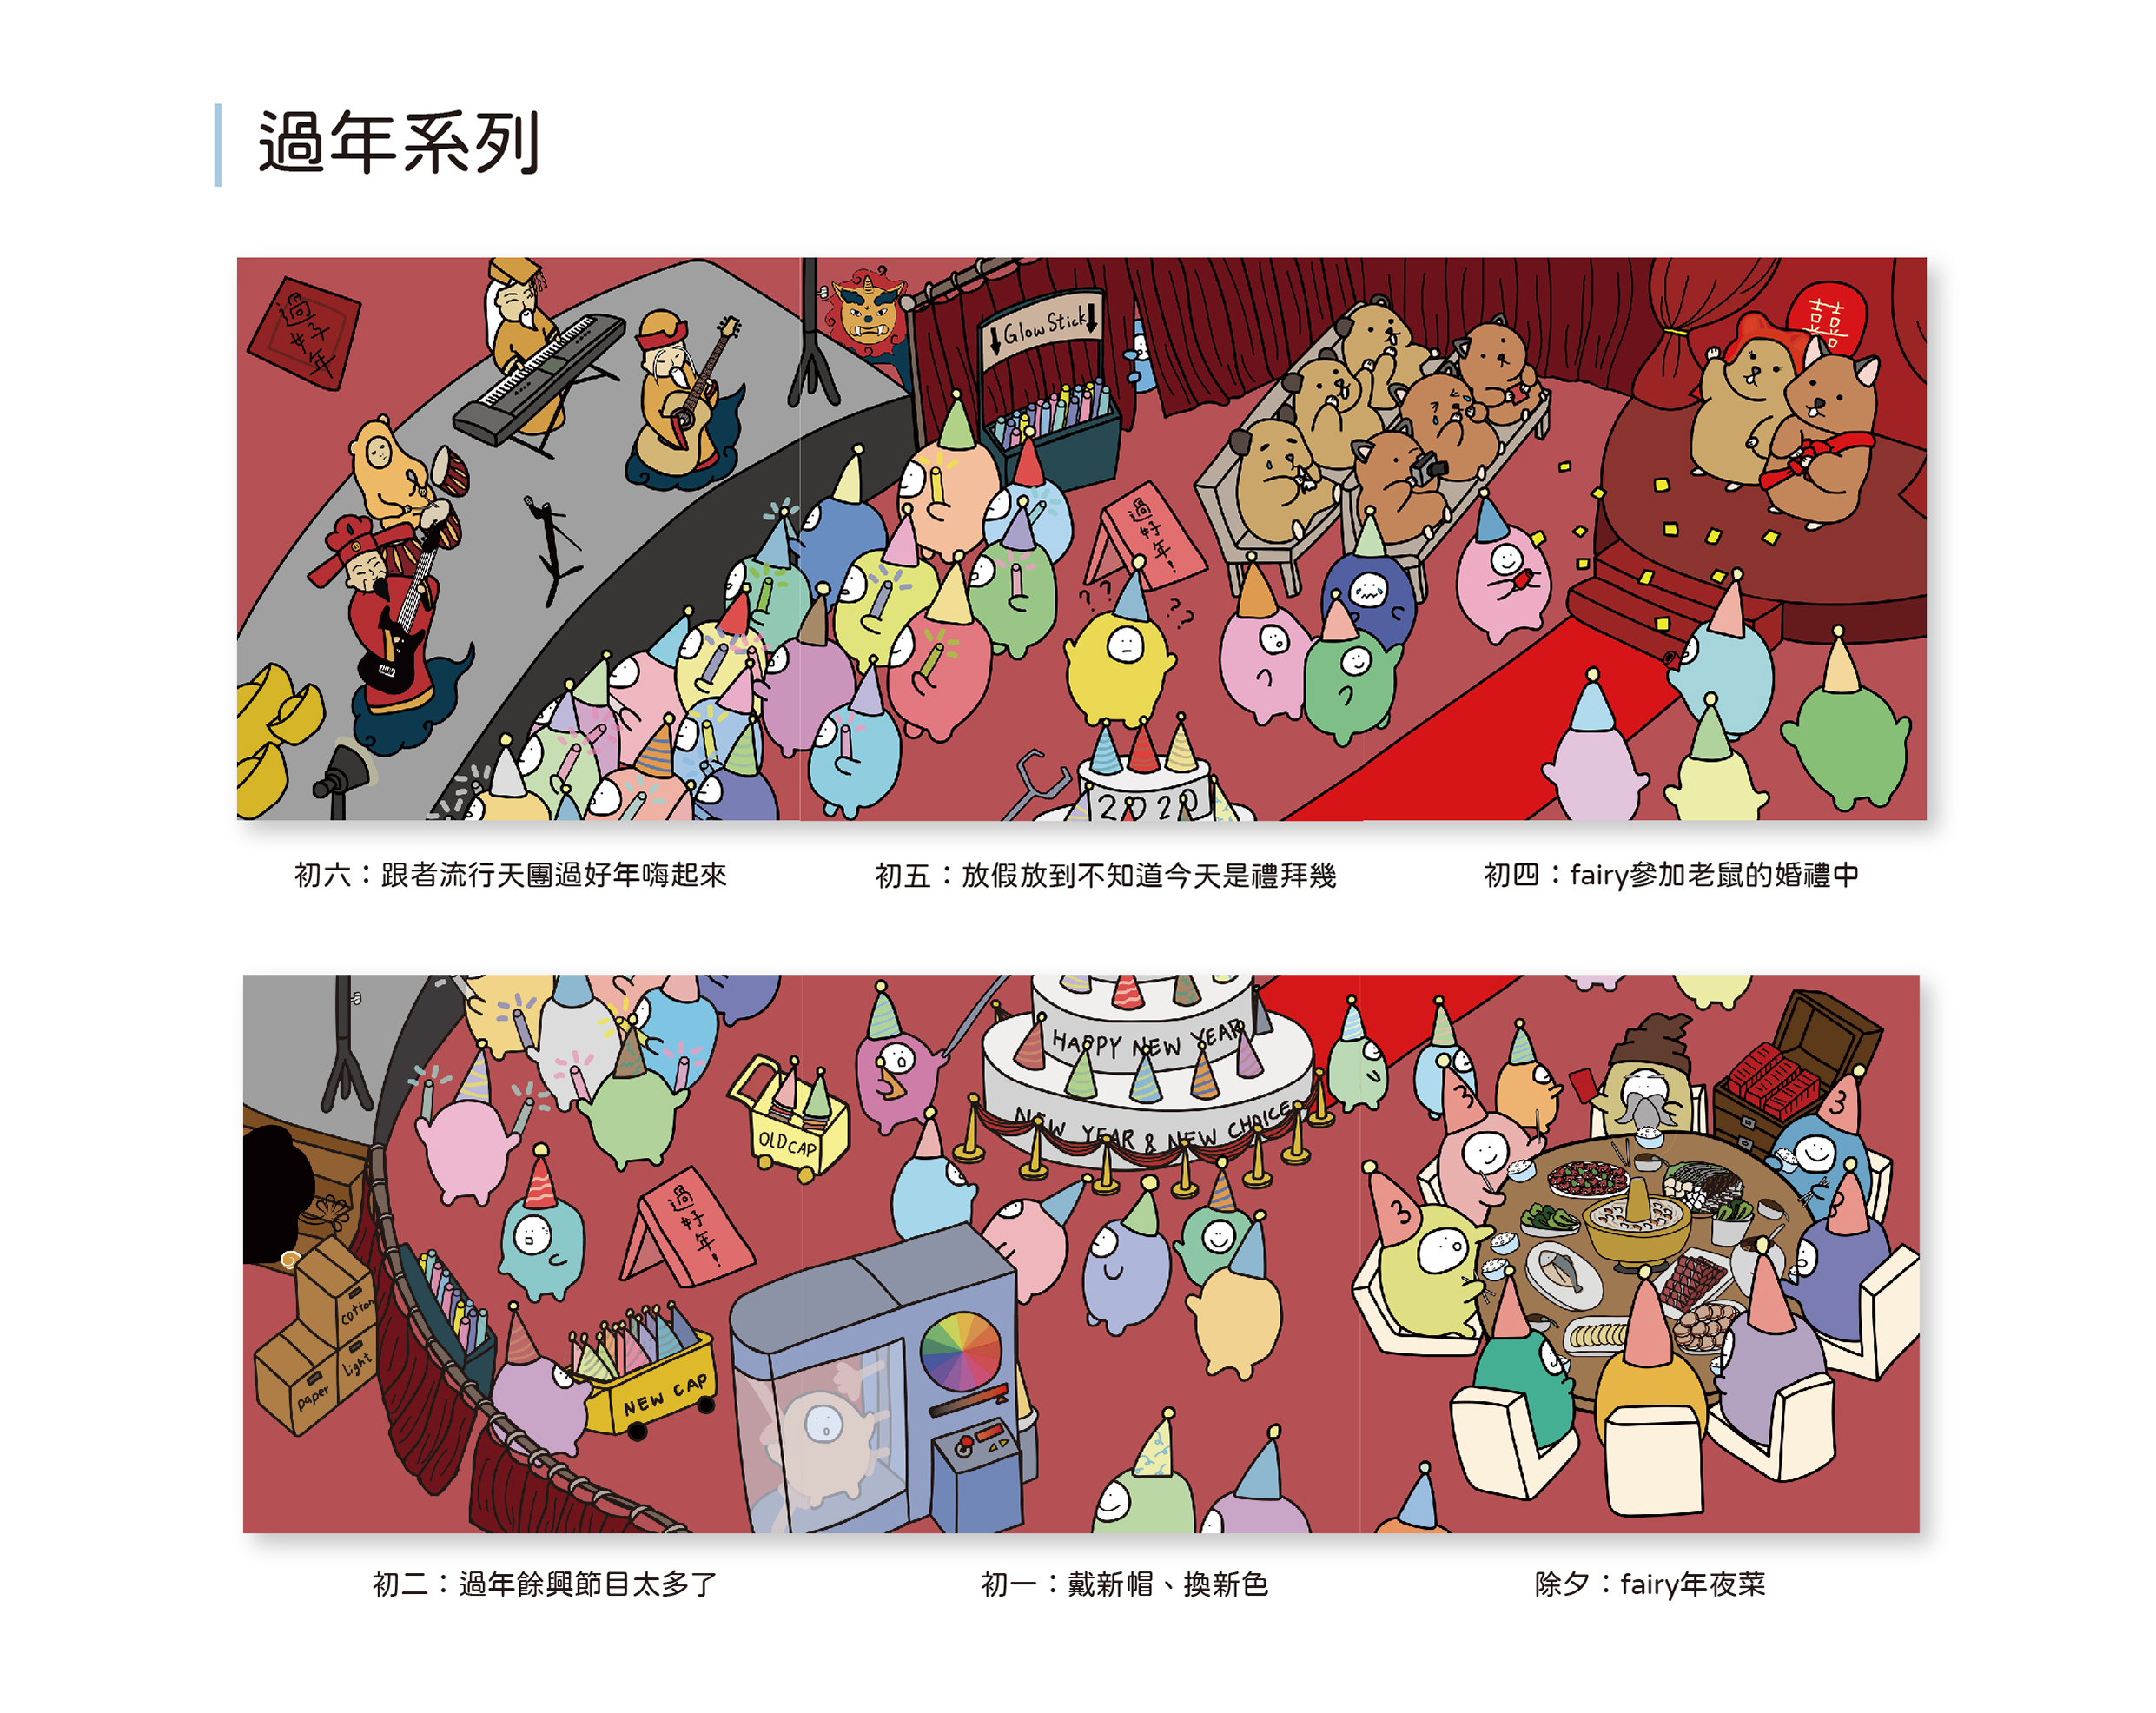 過年系列
過好年
Glow Stick
囍
過好年！
2020
初六：跟者流行天團過好年嗨起來
初五：放假放到不知道今天是禮拜幾
初四：fairy參加老鼠的婚禮中
HAPPY NEW YEAR
NEW YEAR & NEW CHOICE
OLD CAP
3
3
3
過好年！
cotton
light
paper
NEW CAP
初二：過年餘興節目太多了
初一：戴新帽、換新色
除夕：fairy年夜菜